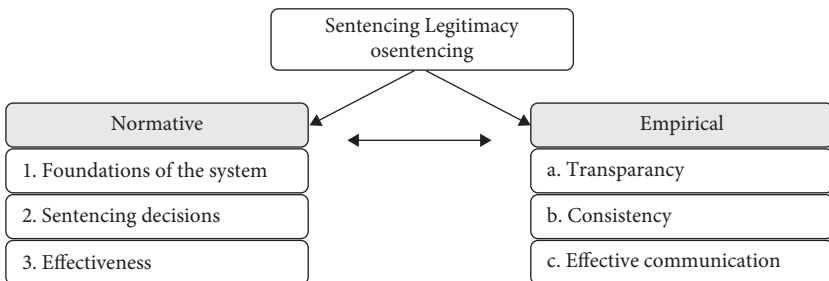 Sentencing Legitimacy
osentencing
Normative
1. Foundations of the system
2. Sentencing decisions
3. Effectiveness
Empirical
a. Transparancy
b. Consistency
c. Effective communication